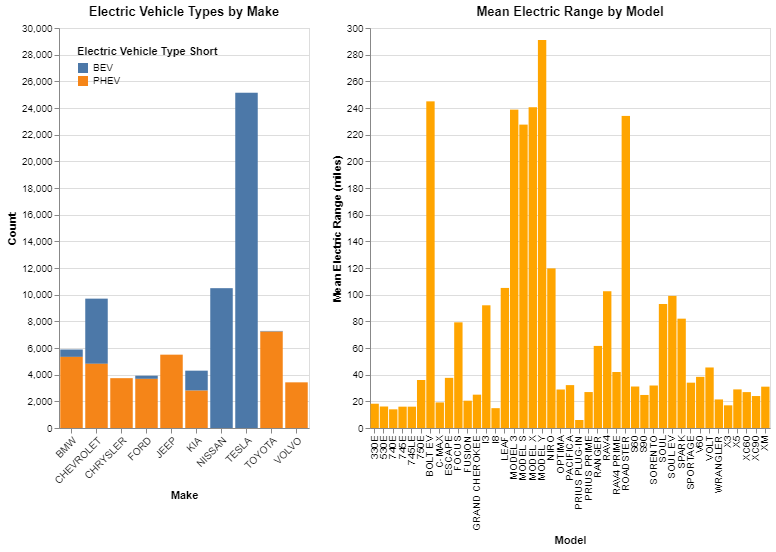 Electric Vehicle Types by Make
30,000
28,000
26,000
24,000
22,000
20,000
18,000
16,000
14,000
12,000
10,000
8,000
6,000
4,000
2,000
0
Count
Electric Vehicle Type Short
BEV
PHEV
BMW
CHEVROLET
CHRYSLER
FORD
JEEP
KIA
NISSAN
TESLA
TOYOTA
VOLVO
Make
Mean Electric Range by Model
300
280
260
240
220
200
180
160
140
120
100
80
60
40
20
0
Mean Electric Range (miles)
330E
530E
740E
745E
745LE
750E
BOLT EV
C-MAX
ESCAPE
FOCUS
FUSION
GRAND CHEROKEE
I3
I8
LEAF
MODEL 3
MODEL S
MODEL X
MODEL Y
NIRO
OPTIMA
PACIFICA
PRIUS PLUG-IN
PRIUS PRIME
RANGER
RAV4
RAV4 PRIME
ROADSTER
S60
S90
SORENTO
SOUL
SOUL EV
SPARK
SPORTAGE
V60
VOLT
WRANGLER
X3
X5
XC60
XC90
XM
Model